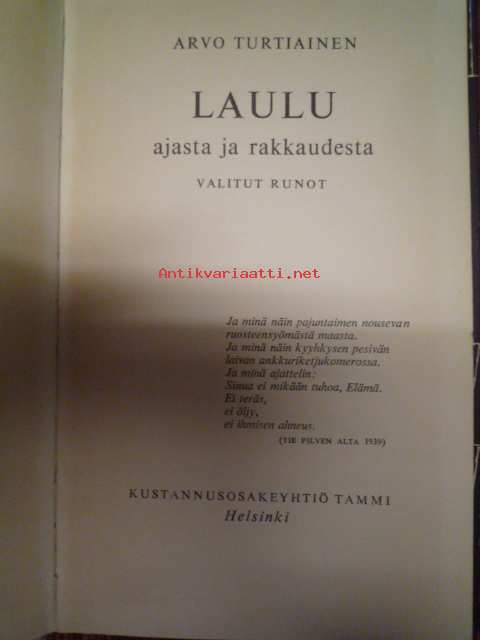 ARVO TURTIAINEN
LAULU
ajasta ja rakkaudesta
VALITUT RUNOT
Antikvariaatti.net
Ja minä näin pajuntaimen nousevan
ruosteensyömästä maasta.
Ja minä näin kyyhkysen pesivän
laivan ankkuriketjukomerossa.
Ja minä ajattelin:
Sinua ei mikään tuhoa, Elämä.
Ei teräs,
ei öljy,
ei ihmisen ahneus.
(TIE PILVEN ALTA 1939)
KUSTANNUSOSAKEYHTIÖ TAMMI
Helsinki